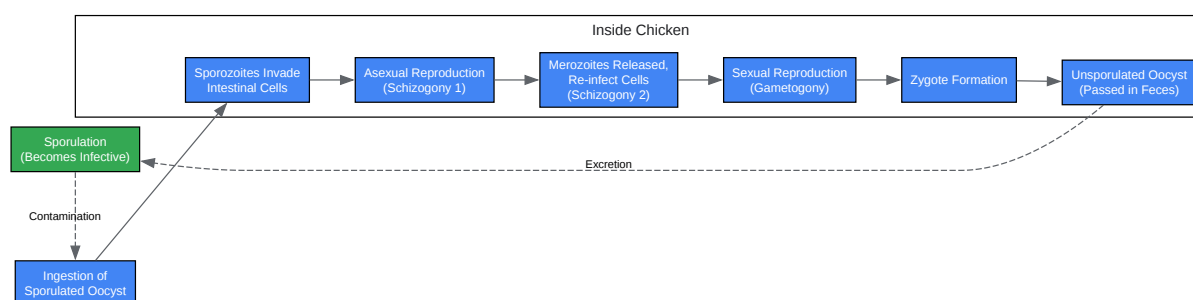 Inside Chicken
Sporozoites Invade
Intestinal Cells
Asexual Reproduction
(Schizogony 1)
Merozoites Released,
Re-infect Cells
(Schizogony 2)
Sexual Reproduction
(Gametogony)
Zygote Formation
Unsporulated Oocyst
(Passed in Feces)
Sporulation
(Becomes Infective)
Excretion
Contamination
Ingestion of
Sporulated Oocyst